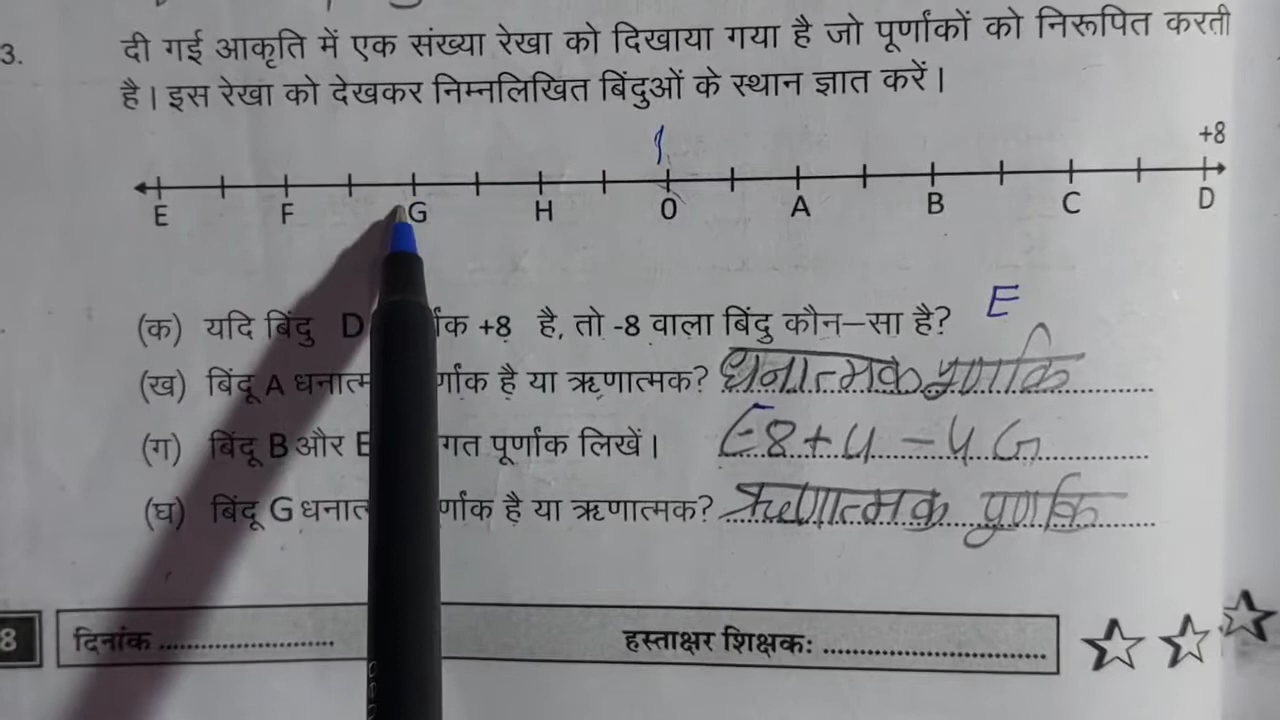 3. दी गई आकृति में एक संख्या रेखा को दिखाया गया है जो पूर्णांकों को निरूपित करती
है। इस रेखा को देखकर निम्नलिखित बिंदुओं के स्थान ज्ञात करें।
+8
E F G H 0 A B C D
(क) यदि बिंदु D र्णांक +8 है, तो -8 वाला बिंदु कौन–सा है? E
(ख) बिंदू A धनात्म र्णांक है या ऋणात्मक? धनात्मक पूर्णांक
(ग) बिंदू B और E गत पूर्णांक लिखें। E-8+4 -4 G
(घ) बिंदू G धनात र्णांक है या ऋणात्मक? ऋणात्मक पूर्णांक
8 दिनांक .......................... हस्ताक्षर शिक्षक: ..................................